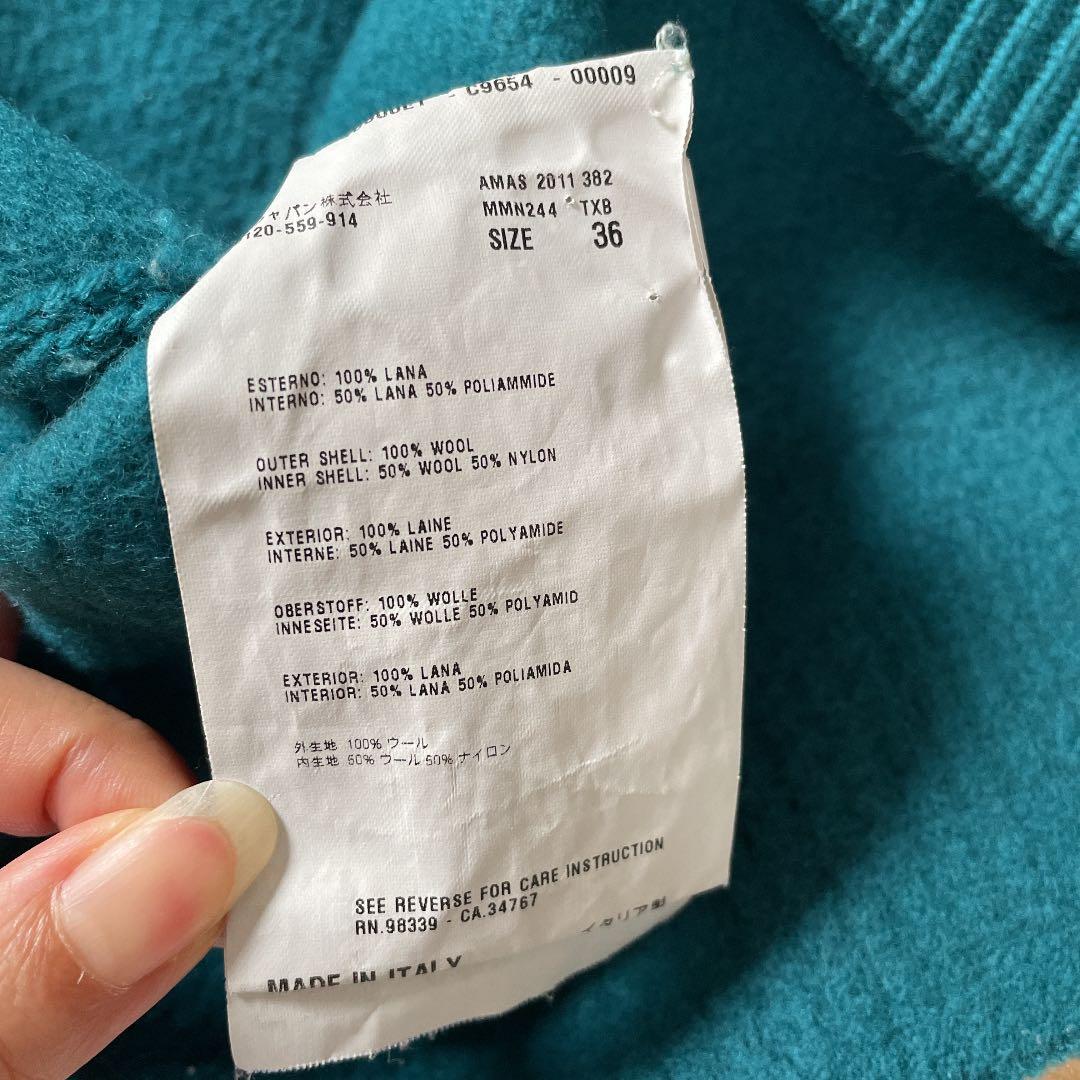 - C9654 - 00009
ャパン株式会社
120-559-914
AMAS 2011 382
MMN244 TXB
SIZE 36
ESTERNO: 100% LANA
INTERNO: 50% LANA 50% POLIAMMIDE
OUTER SHELL: 100% WOOL
INNER SHELL: 50% WOOL 50% NYLON
EXTERIOR: 100% LAINE
INTERNE: 50% LAINE 50% POLYAMIDE
OBERSTOFF: 100% WOLLE
INNESEITE: 50% WOLLE 50% POLYAMID
EXTERIOR: 100% LANA
INTERIOR: 50% LANA 50% POLIAMIDA
外生地 100% ウール
内生地 50% ウール 50% ナイロン
SEE REVERSE FOR CARE INSTRUCTION
RN.98339 - CA.34767
イタリア製
MADE IN ITALY